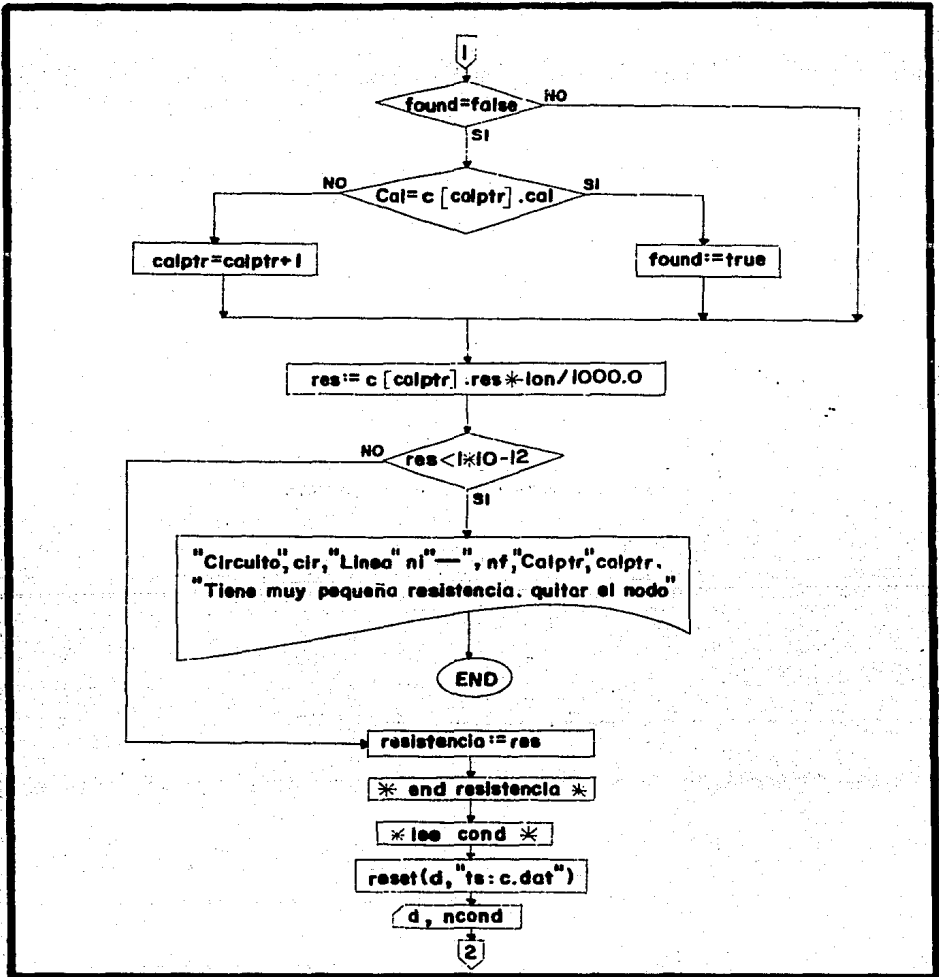 1
found=false
NO
SI
NO
Cal=c [calptr] .cal
SI
calptr=calptr+1
found:=true
res:= c [calptr] .res*lon/1000.0
NO
res<1*10-12
SI
"Circuito", cir, "Linea" ni "—", nf, "Calptr", calptr.
"Tiene muy pequeña resistencia. quitar el nodo"
END
resistencia:=res
* end resistencia *
* lee cond *
reset(d, "ts:c.dat")
d, ncond
2